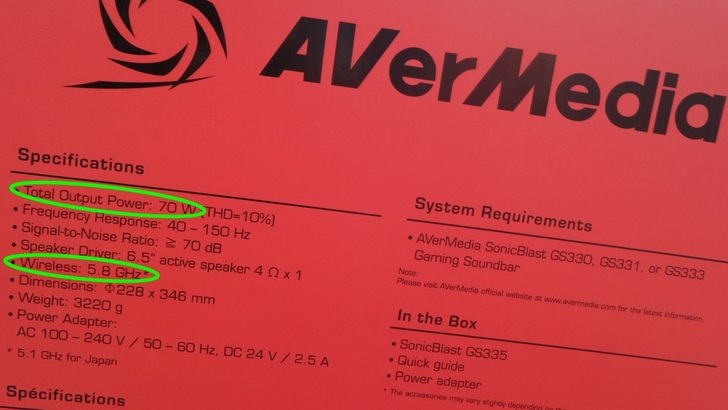 AVerMedia
Specifications
• Total Output Power: 70 W (THD=10%)
• Frequency Response: 40 – 150 Hz
• Signal-to-Noise Ratio: ≧ 70 dB
• Speaker Driver: 6.5" active speaker 4 Ω x 1
• Wireless: 5.8 GHz*
• Dimensions: Φ228 x 346 mm
• Weight: 3220 g
• Power Adapter:
AC 100 – 240 V / 50 – 60 Hz, DC 24 V / 2.5 A
* 5.1 GHz for Japan
Spécifications
System Requirements
• AVerMedia SonicBlast GS330, GS331, or GS333
Gaming Soundbar
Note:
Please visit AVerMedia official website at www.avermedia.com for the latest information.
In the Box
• SonicBlast GS335
• Quick guide
• Power adapter
* The accessories may vary slightly depending on the